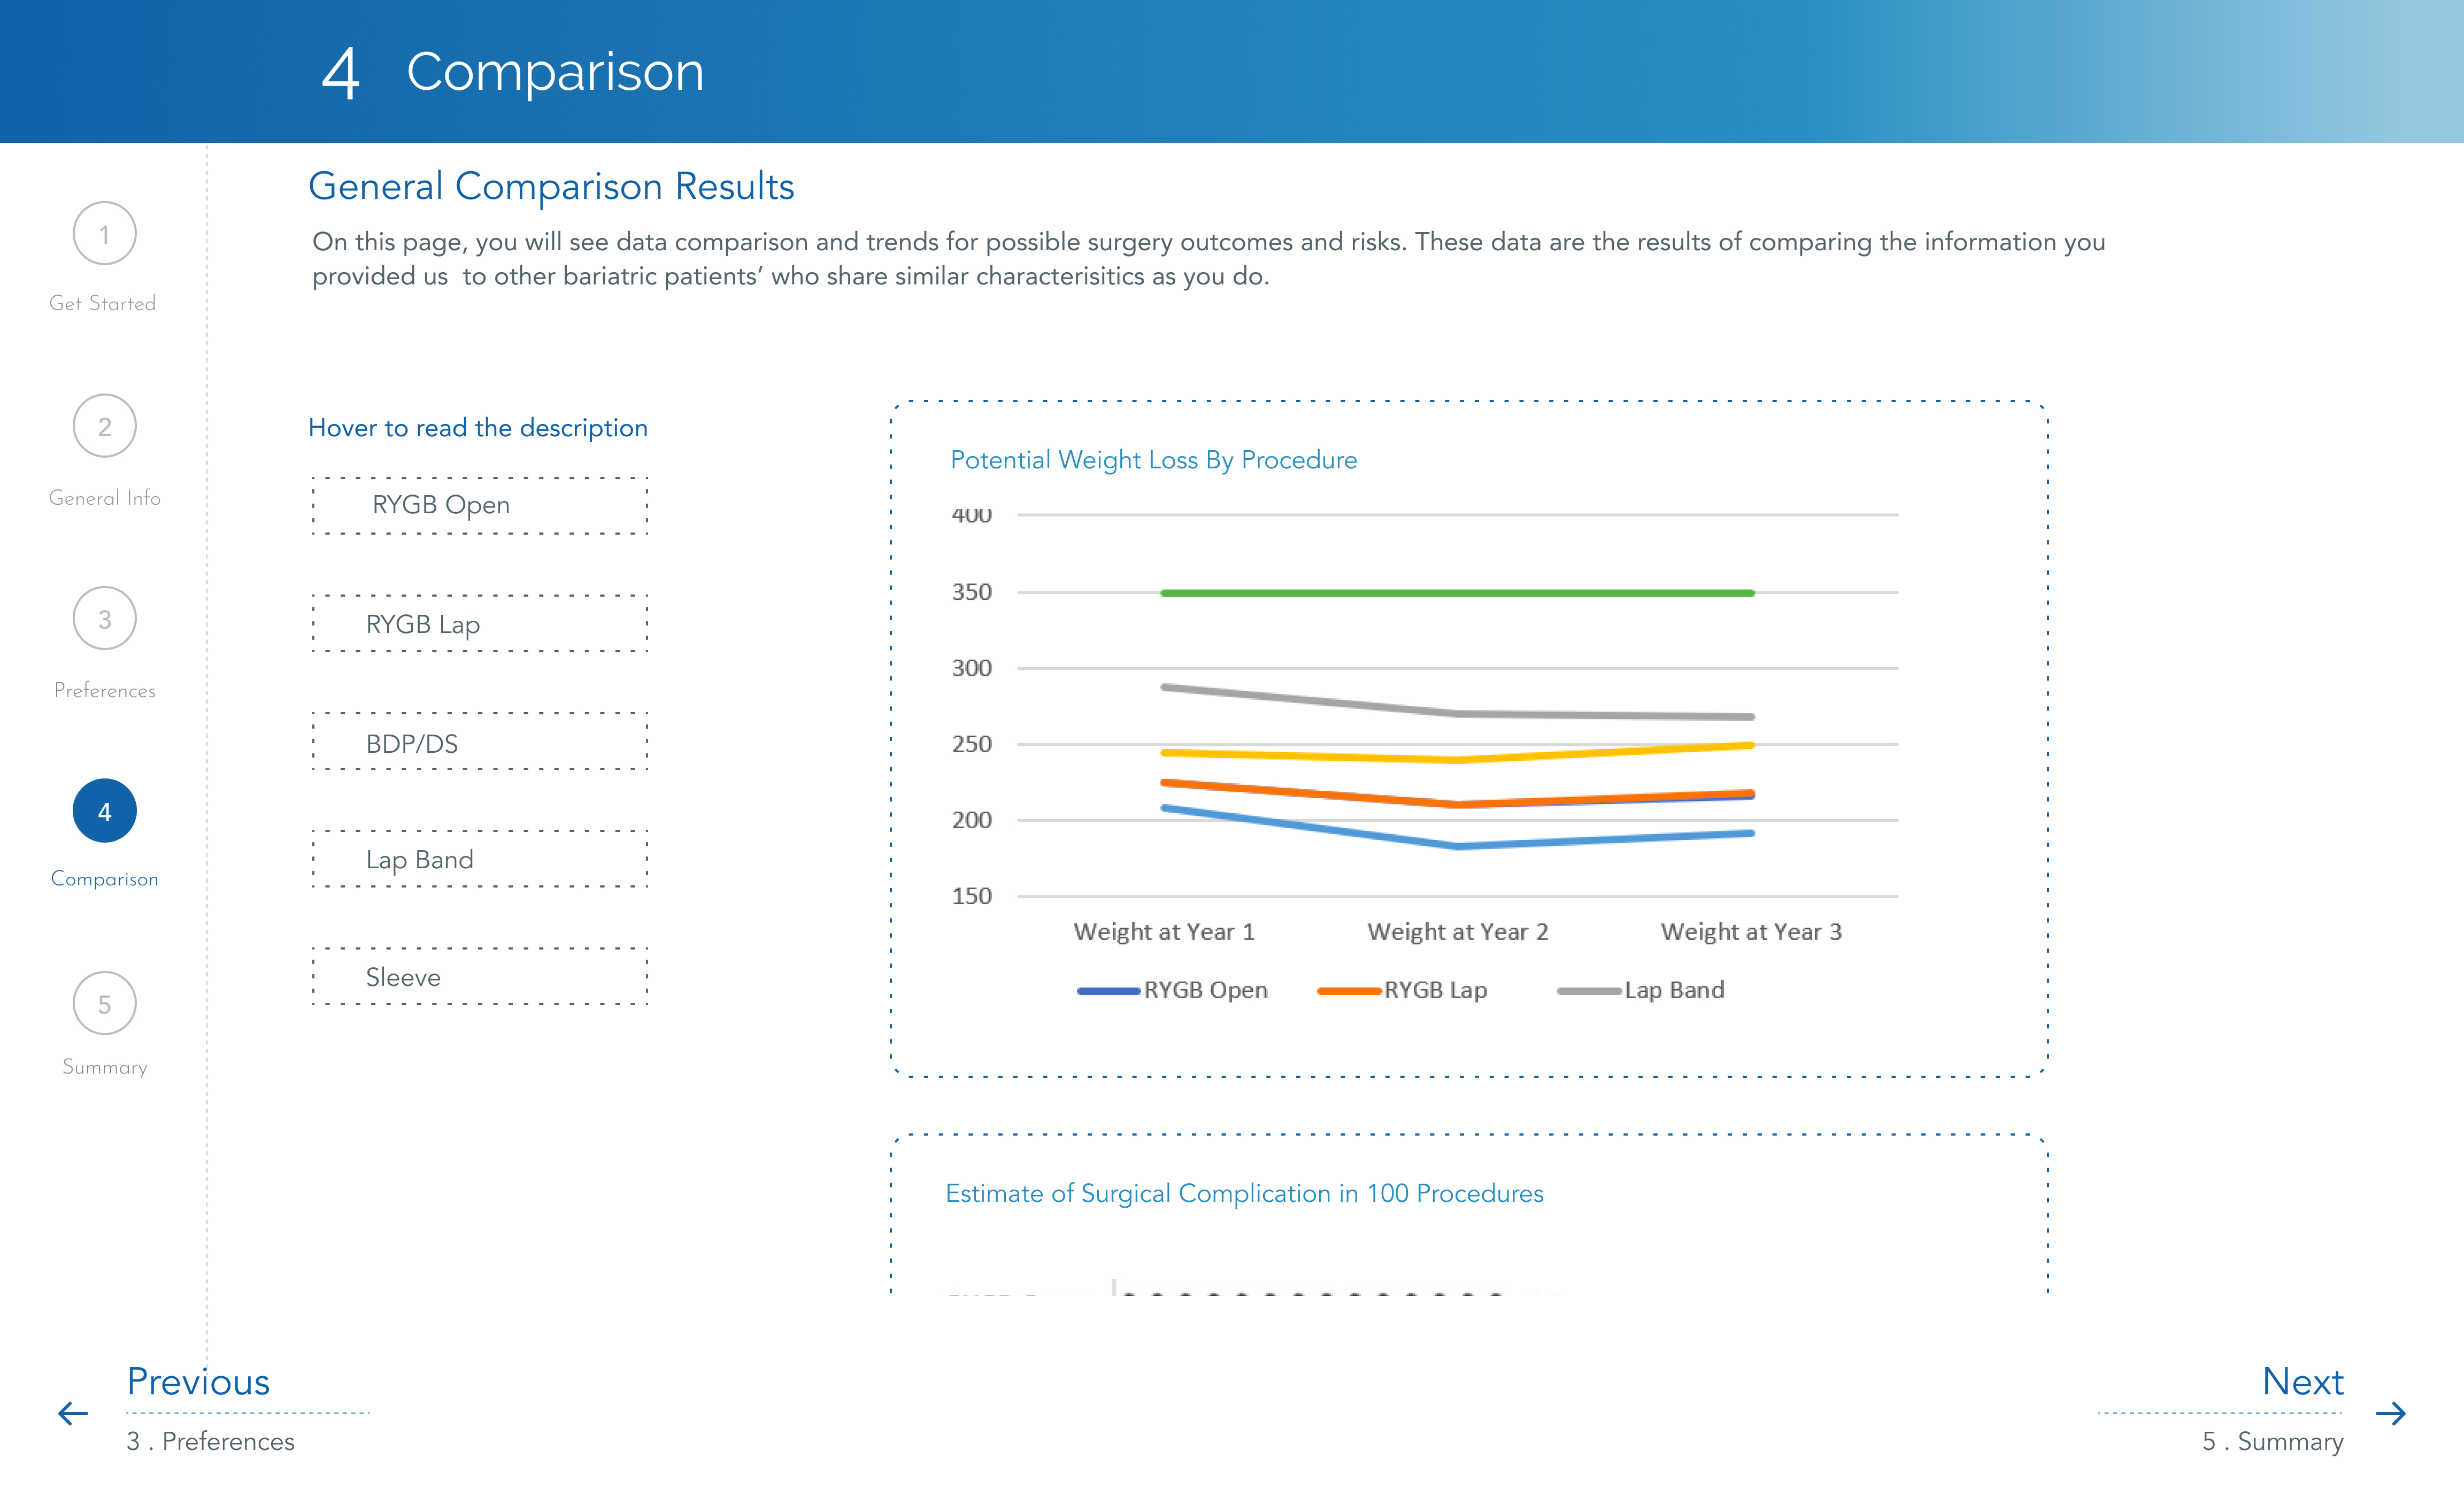 4 Comparison
1
Get Started
2
General Info
3
Preferences
4
Comparison
5
Summary
General Comparison Results
On this page, you will see data comparison and trends for possible surgery outcomes and risks. These data are the results of comparing the information you
provided us  to other bariatric patients’ who share similar characterisitics as you do.
Hover to read the description
RYGB Open
RYGB Lap
BDP/DS
Lap Band
Sleeve
Potential Weight Loss By Procedure
400
350
300
250
200
150
Weight at Year 1 Weight at Year 2 Weight at Year 3
RYGB Open RYGB Lap Lap Band
Estimate of Surgical Complication in 100 Procedures
Previous
3 . Preferences
Next
5 . Summary